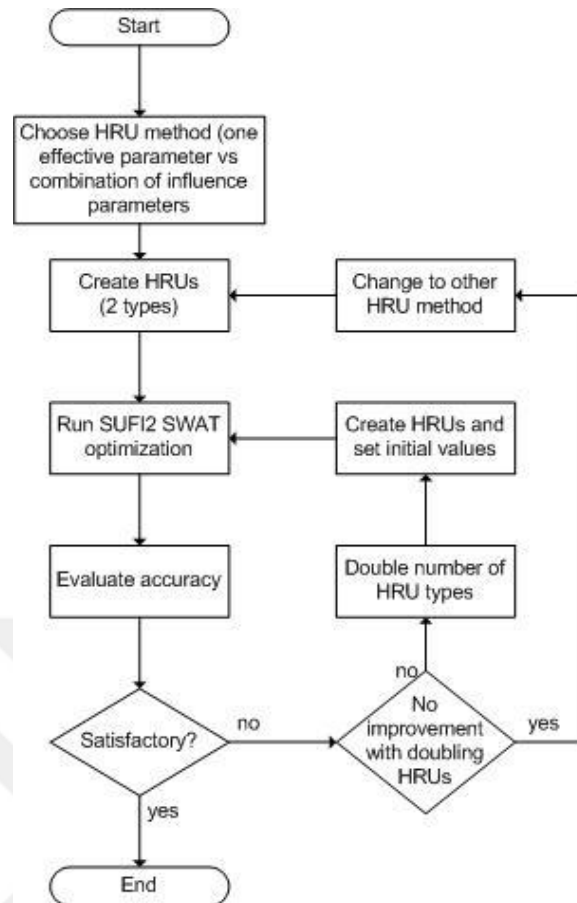 Start
Choose HRU method (one
effective parameter vs
combination of influence
parameters
Create HRUs
(2 types)
Change to other
HRU method
Run SUFI2 SWAT
optimization
Create HRUs and
set initial values
Evaluate accuracy
Double number of
HRU types
no
Satisfactory?
no
No
improvement
with doubling
HRUs
yes
yes
End